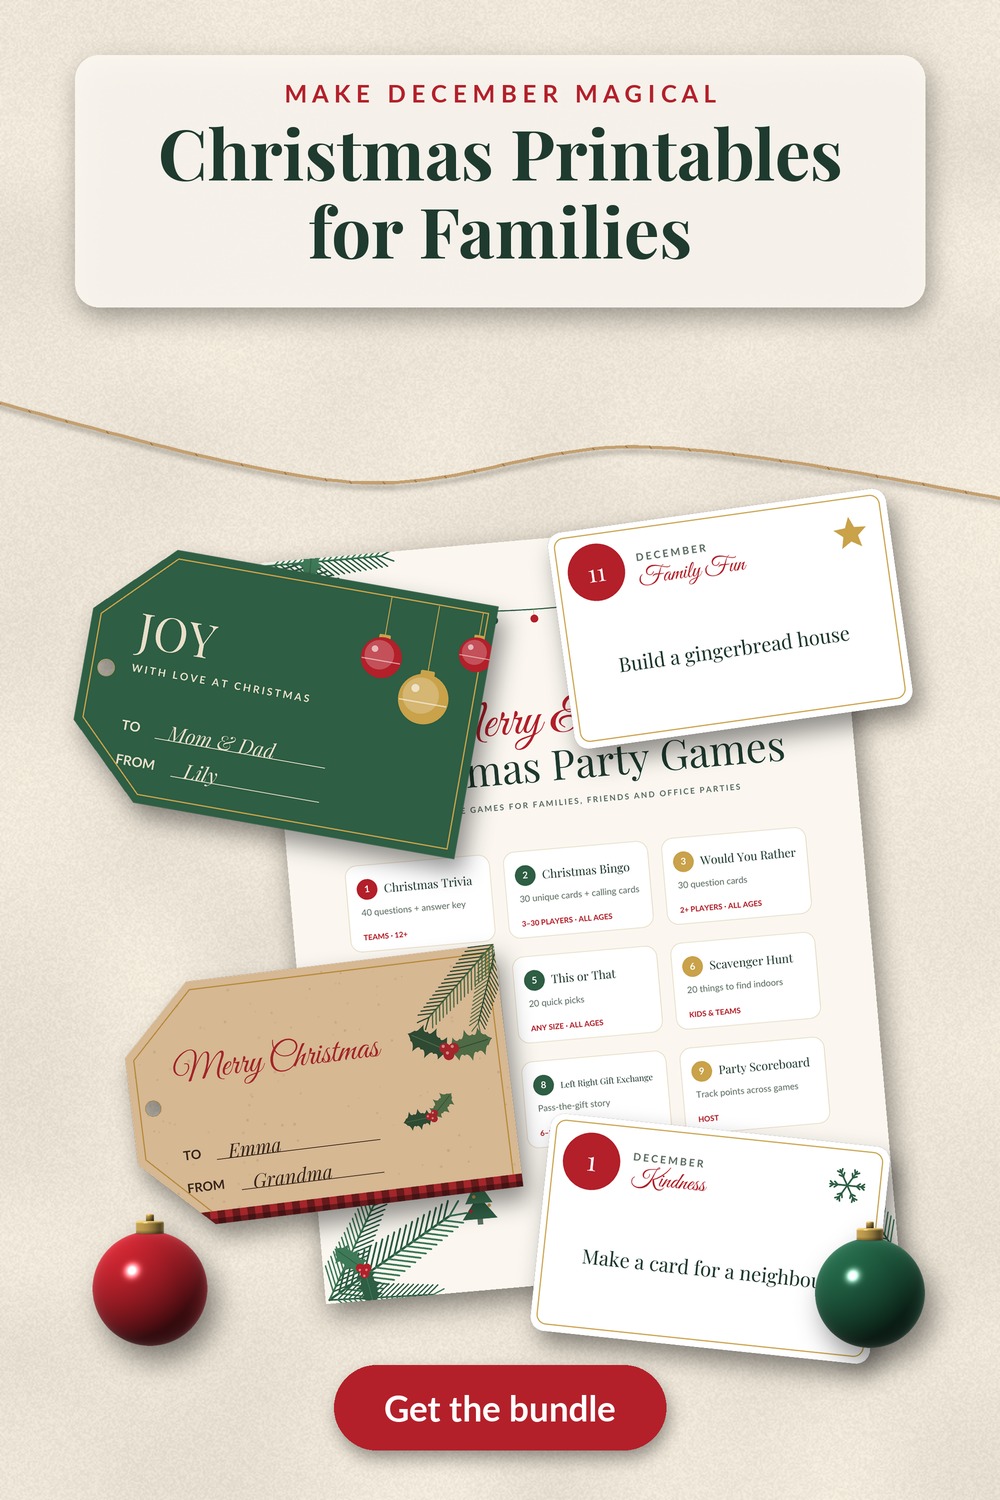 MAKE DECEMBER MAGICAL
Christmas Printables
for Families
JOY
WITH LOVE AT CHRISTMAS
TO Mom & Dad
FROM Lily
11
DECEMBER
Family Fun
Build a gingerbread house
Party Games
GAMES FOR FAMILIES, FRIENDS AND OFFICE PARTIES
1 Christmas Trivia
40 questions + answer key
TEAMS · 12+
2 Christmas Bingo
30 unique cards + calling cards
3–30 PLAYERS · ALL AGES
3 Would You Rather
30 question cards
2+ PLAYERS · ALL AGES
5 This or That
20 quick picks
ANY SIZE · ALL AGES
6 Scavenger Hunt
20 things to find indoors
KIDS & TEAMS
8 Left Right Gift Exchange
Pass-the-gift story
9 Party Scoreboard
Track points across games
HOST
Merry Christmas
TO Emma
FROM Grandma
1
DECEMBER
Kindness
Make a card for a
Get the bundle